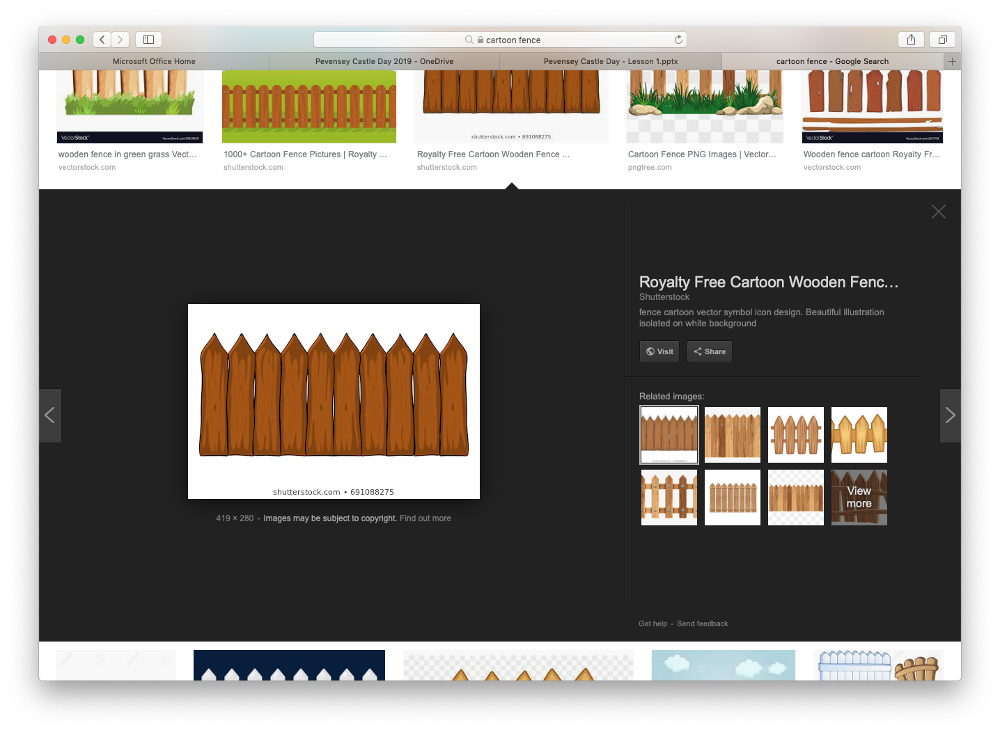 cartoon fence
Microsoft Office Home
Pevensey Castle Day 2019 - OneDrive
Pevensey Castle Day - Lesson 1.pptx
cartoon fence - Google Search
VectorStock®
VectorStock.com/12815030
shutterstock.com • 691088275
VectorStock®
wooden fence in green grass Vect...
1000+ Cartoon Fence Pictures | Royalty ...
Royalty Free Cartoon Wooden Fence ...
Cartoon Fence PNG Images | Vector...
Wooden fence cartoon Royalty Fr...
vectorstock.com
shutterstock.com
shutterstock.com
pngtree.com
vectorstock.com
Royalty Free Cartoon Wooden Fenc...
Shutterstock
fence cartoon vector symbol icon design. Beautiful illustration
isolated on white background
Visit
Share
shutterstock.com • 691088275
419 × 280 - Images may be subject to copyright. Find out more
Related images:
View
more
Get help - Send feedback